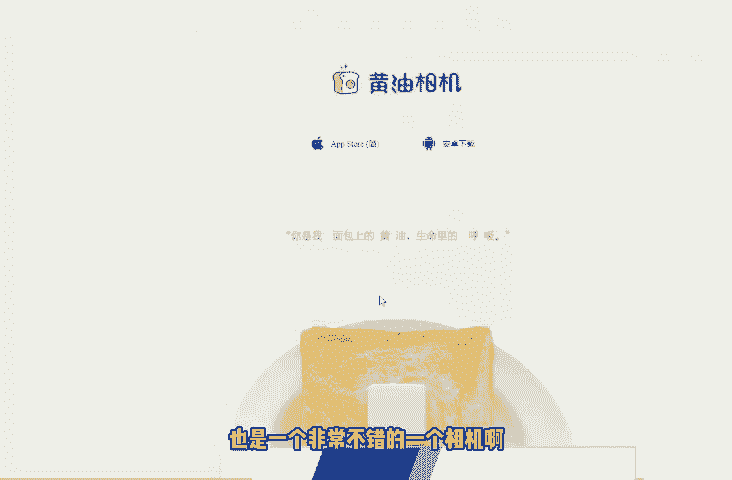 黄油相机
App Store (
安卓下载
"你是我 面包上的 黄 油,生命里的 呼 吸。"
也是一个非常不错的一个相机啊